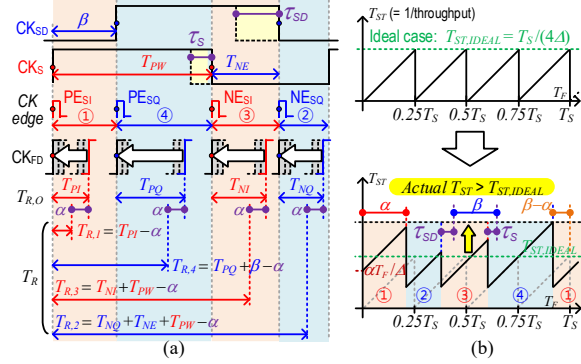 β
CK_SD
τ_SD
τ_S
CK_S
T_PW
T_NE
CK
edge
PE_SI
①
PE_SQ
④
NE_SI
③
NE_SQ
②
CK_FD
T_R,O
T_PI
T_PQ
T_NI
T_NQ
α
α
α
α
T_R,1 = T_PI−α
T_R
T_R,4 = T_PQ+β−α
T_R,3 = T_NI+T_PW−α
T_R,2 = T_NQ+T_NE+T_PW−α
(a)
T_ST (= 1/throughput)
Ideal case: T_ST,IDEAL = T_S/(4Δ)
T_F
0.25T_S
0.5T_S
0.75T_S
T_S
T_ST
Actual T_ST > T_ST,IDEAL
α
β
β−α
τ_SD
τ_S
T_ST,IDEAL
αT_F/Δ
①
②
③
④
①
T_F
0.25T_S
0.5T_S
0.75T_S
T_S
(b)